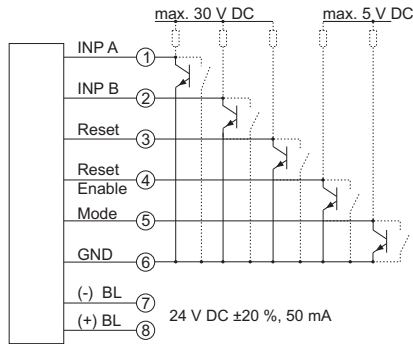 max. 30 V DC
max. 5 V DC
INP A
1
INP B
2
Reset
3
Reset
Enable
4
Mode
5
GND
6
(-) BL
7
(+) BL
8
24 V DC ±20 %, 50 mA